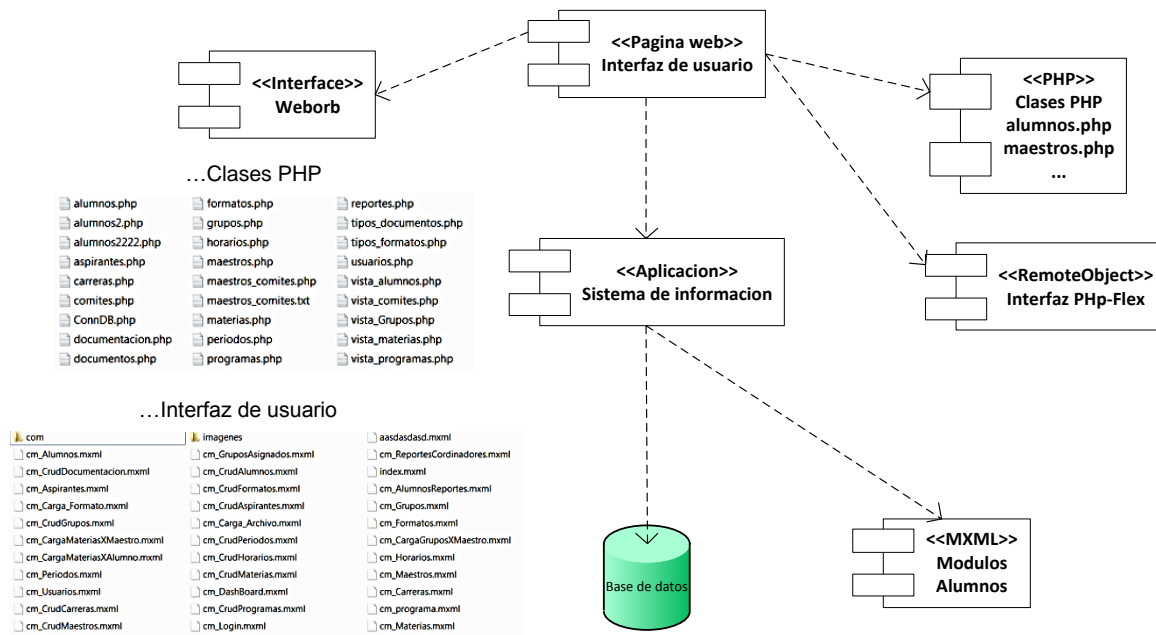 <<Pagina web>>
Interfaz de usuario
<<Interface>>
Weborb
<<PHP>>
Clases PHP
alumnos.php
maestros.php
...
…Clases PHP
alumnos.php formatos.php reportes.php
alumnos2.php grupos.php tipos_documentos.php
alumnos2222.php horarios.php tipos_formatos.php
aspirantes.php maestros.php usuarios.php
carreras.php maestros_comites.php vista_alumnos.php
comites.php maestros_comites.txt vista_comites.php
ConnDB.php materias.php vista_Grupos.php
documentacion.php periodos.php vista_materias.php
documentos.php programas.php vista_programas.php
<<Aplicacion>>
Sistema de informacion
<<RemoteObject>>
Interfaz PHp-Flex
…Interfaz de usuario
com imagenes aasdasdasd.mxml
cm_Alumnos.mxml cm_GruposAsignados.mxml cm_ReportesCordinadores.mxml
cm_CrudDocumentacion.mxml cm_CrudAlumnos.mxml index.mxml
cm_Aspirantes.mxml cm_CrudFormatos.mxml cm_AlumnosReportes.mxml
cm_Carga_Formato.mxml cm_CrudAspirantes.mxml cm_Grupos.mxml
cm_CrudGrupos.mxml cm_Carga_Archivo.mxml cm_Formatos.mxml
cm_CargaMateriasXMaestro.mxml cm_CrudPeriodos.mxml cm_CargaGruposXMaestro.mxml
cm_CargaMateriasXAlumno.mxml cm_CrudHorarios.mxml cm_Horarios.mxml
cm_Periodos.mxml cm_CrudMaterias.mxml cm_Maestros.mxml
cm_Usuarios.mxml cm_DashBoard.mxml cm_Carreras.mxml
cm_CrudCarreras.mxml cm_CrudProgramas.mxml cm_programa.mxml
cm_CrudMaestros.mxml cm_Login.mxml cm_Materias.mxml
Base de datos
<<MXML>>
Modulos
Alumnos